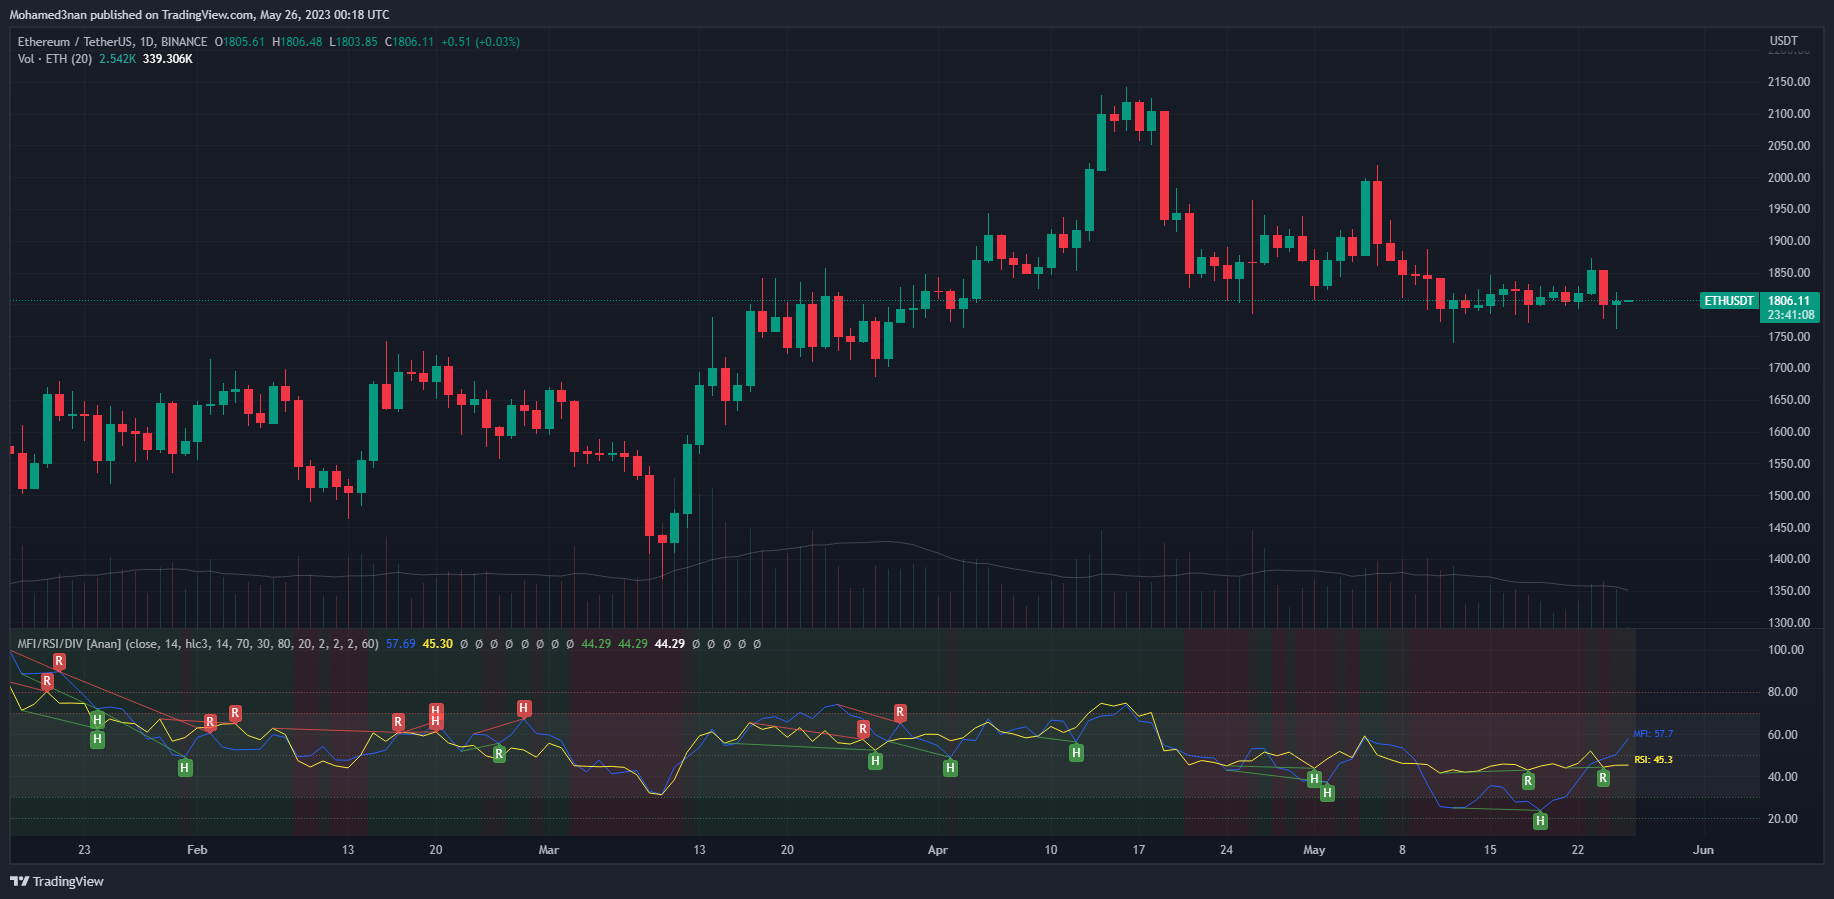 Mohamed3nan published on TradingView.com, May 26, 2023 00:18 UTC
Ethereum / TetherUS, 1D, BINANCE O1805.61 H1806.48 L1803.85 C1806.11 +0.51 (+0.03%)
Vol · ETH (20) 2.542K 339.306K
USDT
2150.00
2100.00
2050.00
2000.00
1950.00
1900.00
1850.00
ETHUSDT 1806.11
23:41:08
1750.00
1700.00
1650.00
1600.00
1550.00
1500.00
1450.00
1400.00
1350.00
1300.00
MFI/RSI/DIV [Anan] (close, 14, hlc3, 14, 70, 30, 80, 20, 2, 2, 2, 60) 57.69 45.30 Ø Ø Ø Ø Ø Ø Ø Ø 44.29 44.29 44.29 Ø Ø Ø Ø Ø
100.00
80.00
60.00
40.00
20.00
R
R
H
H
H
R
R
R
H
H
R
H
R
H
R
H
H
H
H
R
H
R
MFI: 57.7
RSI: 45.3
23 Feb 13 20 Mar 13 20 Apr 10 17 24 May 8 15 22 Jun
TradingView